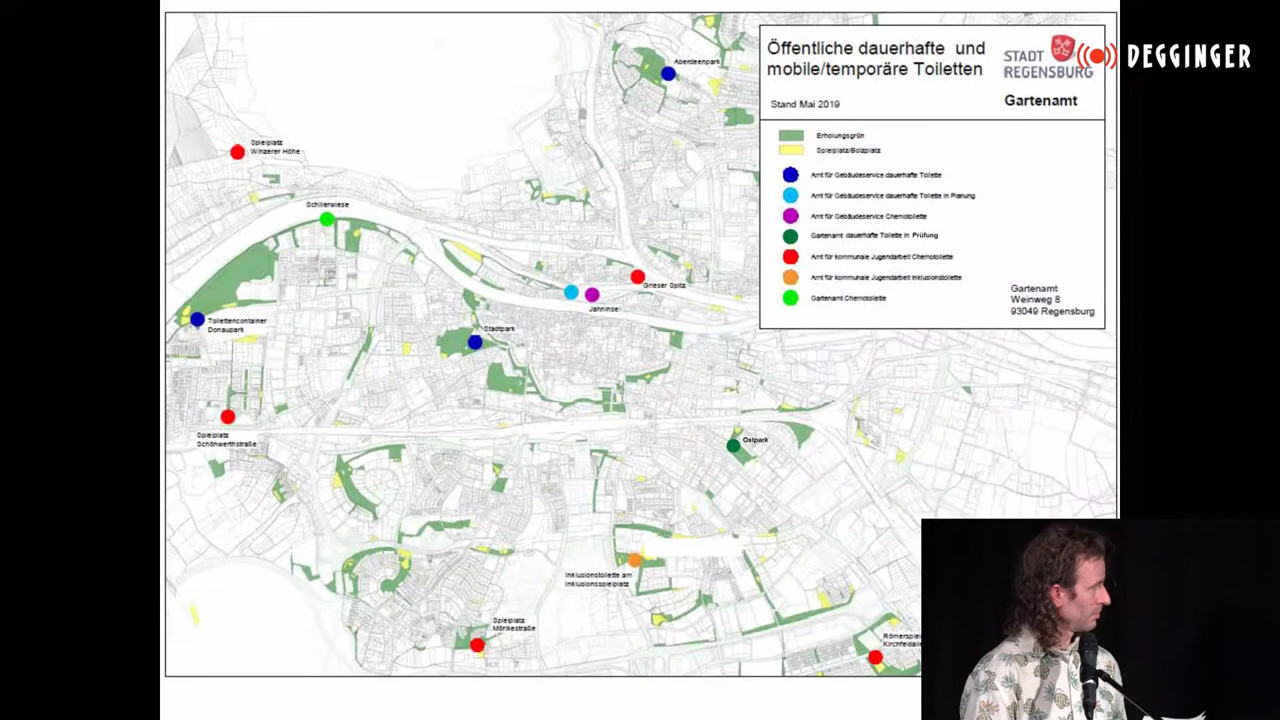 Öffentliche dauerhafte und
mobile/temporäre Toiletten
STADT
REGENSBURG
DEGGINGER
Stand Mai 2019
Gartenamt
Erholungsgrün
Spielplatz/Bolzplatz
Amt für Gebäudeservice dauerhafte Toilette
Amt für Gebäudeservice dauerhafte Toilette in Planung
Amt für Gebäudeservice Chemotoilette
Gartenamt dauerhafte Toilette in Prüfung
Amt für kommunale Jugendarbeit Chemotoilette
Amt für kommunale Jugendarbeit Inklusionstoilette
Gartenamt Chemotoilette
Gartenamt
Weinweg 8
93049 Regensburg
Aberdeenpark
Spielplatz
Winzerer Höhe
Schillerwiese
Grieser Spitz
Jahninsel
Toilettencontainer
Donaupark
Stadtpark
Spielplatz
Schönwerthstraße
Ostpark
Inklusionstoilette am
Inklusionsspielplatz
Spielplatz
Mörikestraße